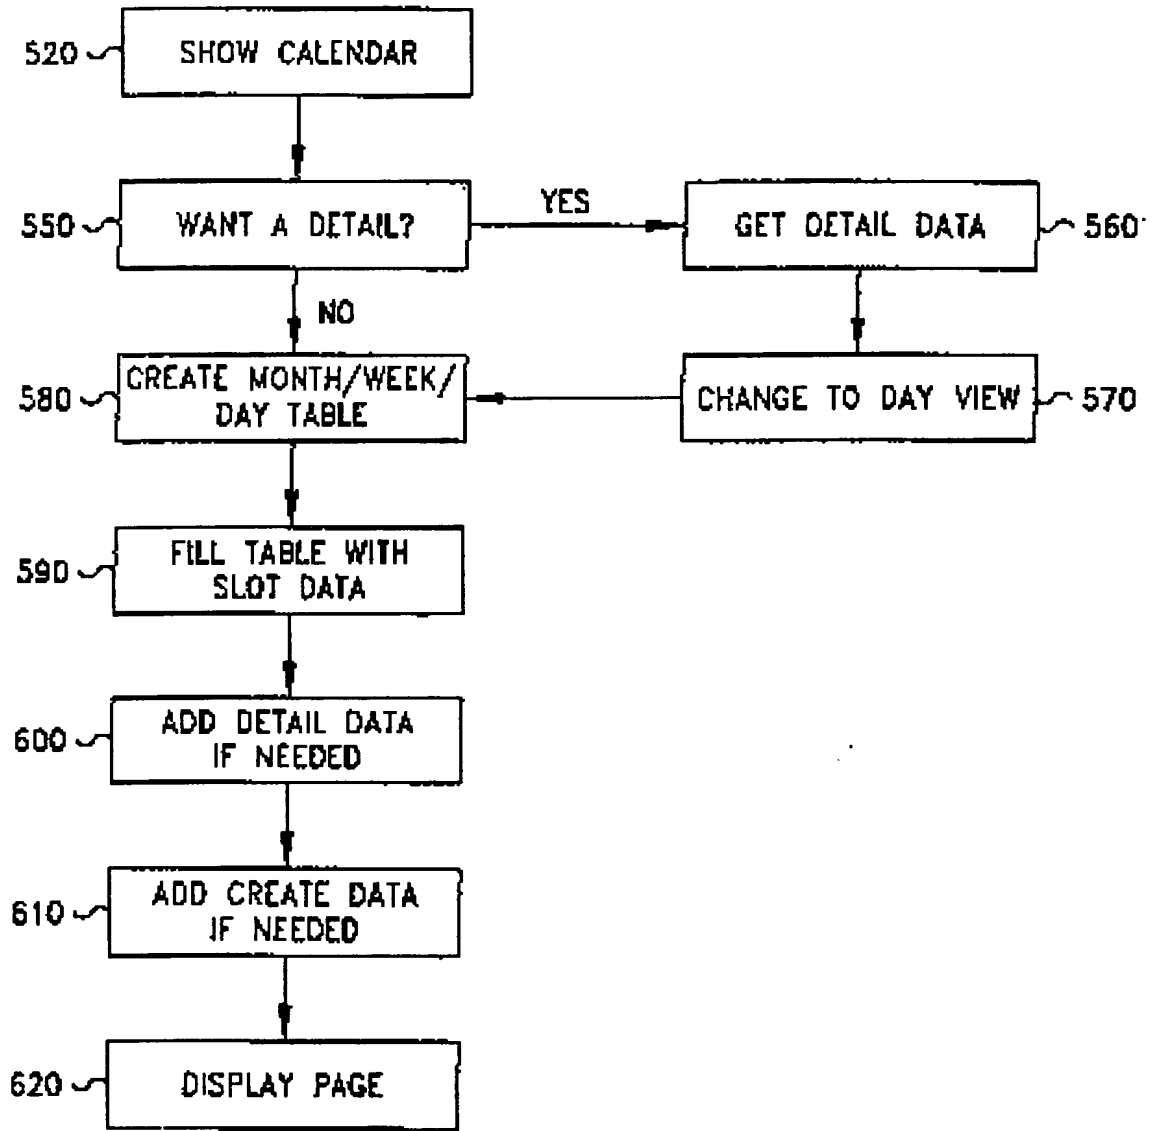 520 SHOW CALENDAR
550 WANT A DETAIL?
YES
GET DETAIL DATA 560
NO
580 CREATE MONTH/WEEK/
DAY TABLE
CHANGE TO DAY VIEW 570
590 FILL TABLE WITH
SLOT DATA
600 ADD DETAIL DATA
IF NEEDED
610 ADD CREATE DATA
IF NEEDED
620 DISPLAY PAGE